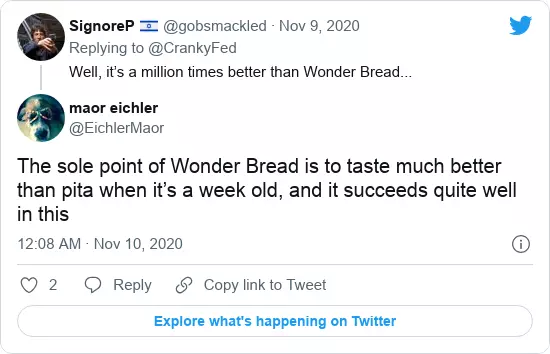 SignoreP 🇮🇱 @gobsmackled · Nov 9, 2020
Replying to @CrankyFed
Well, it’s a million times better than Wonder Bread...
maor eichler
@EichlerMaor
The sole point of Wonder Bread is to taste much better
than pita when it’s a week old, and it succeeds quite well
in this
12:08 AM · Nov 10, 2020
2 Reply Copy link to Tweet
Explore what's happening on Twitter